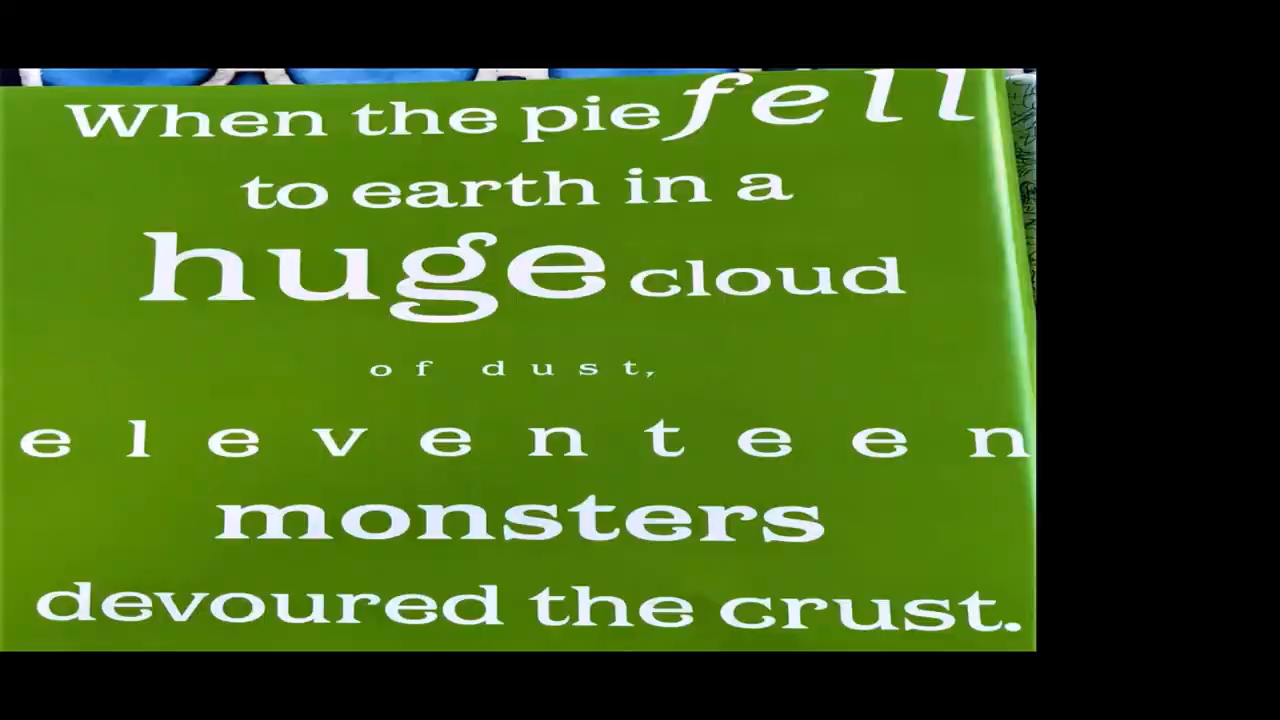 When the pie fell
to earth in a
huge cloud
of dust,
eleventeen
monsters
devoured the crust.